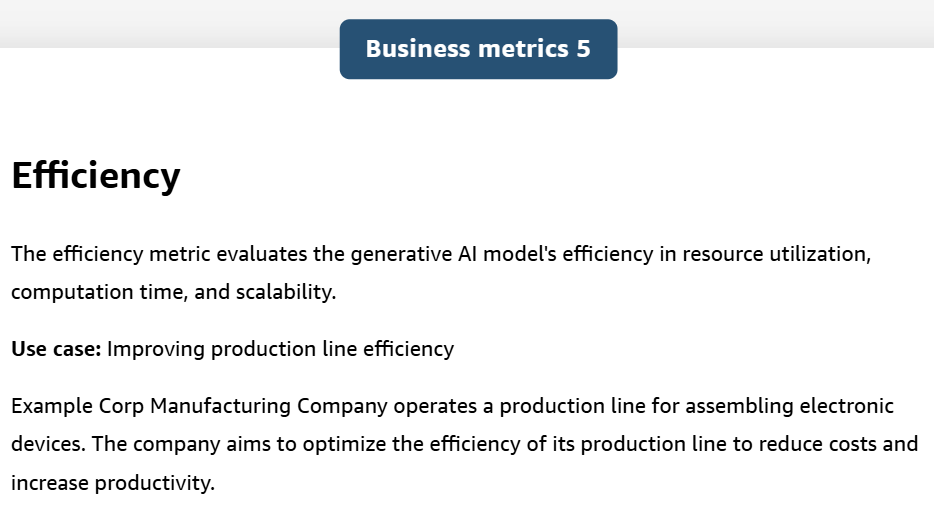 Business metrics 5
Efficiency
The efficiency metric evaluates the generative AI model's efficiency in resource utilization,
computation time, and scalability.
Use case: Improving production line efficiency
Example Corp Manufacturing Company operates a production line for assembling electronic
devices. The company aims to optimize the efficiency of its production line to reduce costs and
increase productivity.